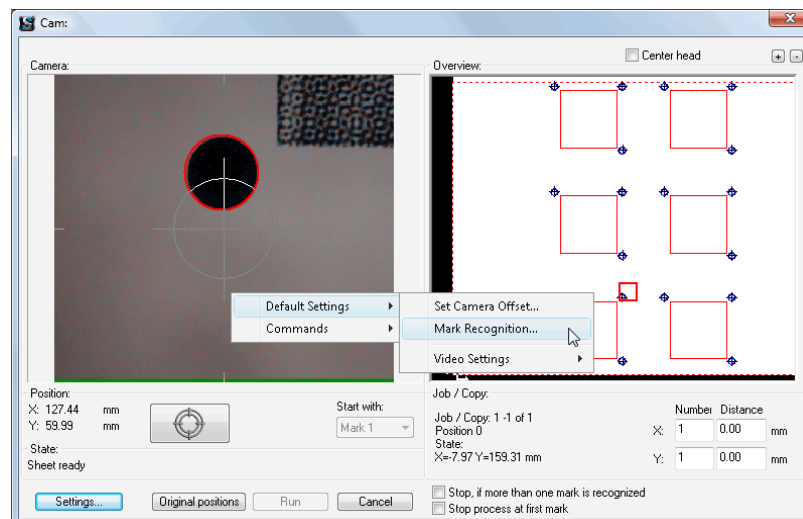 Cam:
Center head
+ -
Camera:
Overview:
Default Settings
Commands
Set Camera Offset...
Mark Recognition...
Video Settings
Position:
X: 127.44 mm
Y: 59.99 mm
Start with:
Mark 1
State:
Sheet ready
Job / Copy:
Job / Copy: 1 -1 of 1
Position 0
State:
X=-7.97 Y=159.31 mm
Number Distance
X: 1 0.00 mm
Y: 1 0.00 mm
Settings...
Original positions
Run
Cancel
Stop, if more than one mark is recognized
Stop process at first mark